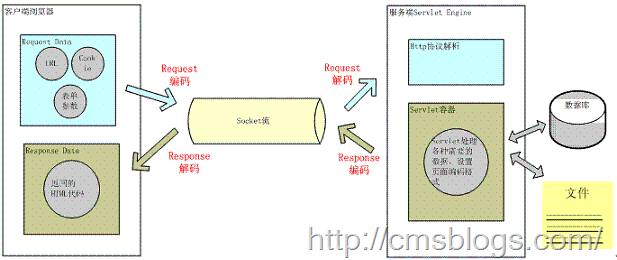 客户端浏览器
Request Data
URL
Cook
ie
表单
参数
Response Data
返回的
HTML代码
Request
编码
Response
解码
Socket流
Request
解码
Response
编码
服务端Servlet Engine
Http协议解析
Servlet容器
Servlet处理
各种需要的
数据、设置
页面编码格
式
数据库
文件
http://cmsblogs.com/